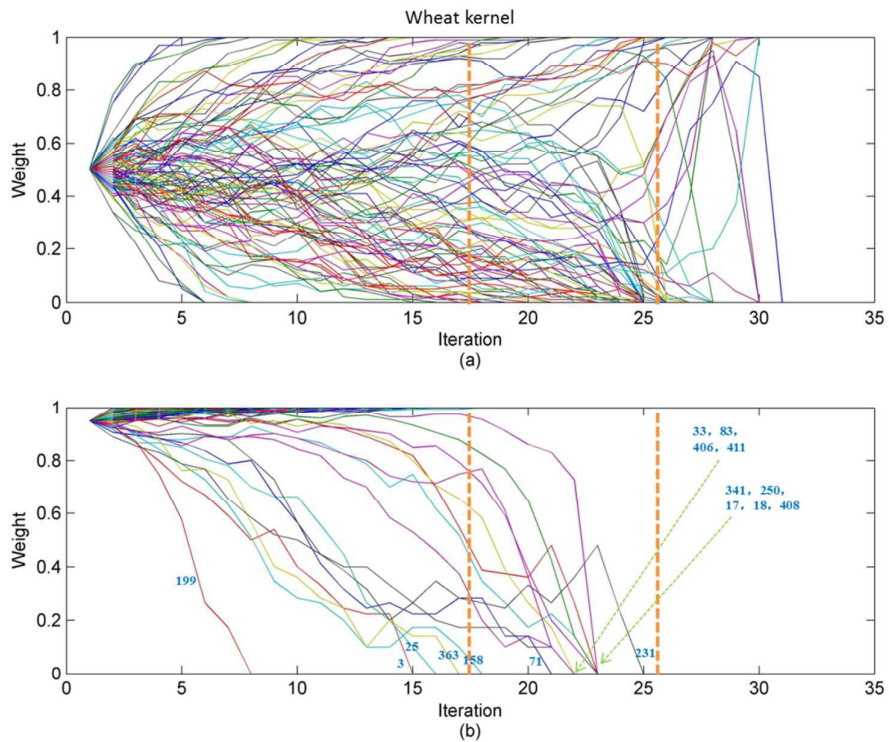 Wheat kernel
1
0.8
0.6
0.4
0.2
0
Weight
0 5 10 15 20 25 30 35
Iteration
(a)
1
0.8
0.6
0.4
0.2
0
Weight
33, 83,
406, 411
341, 250,
17, 18, 408
199
25
3
363
158
71
231
0 5 10 15 20 25 30 35
Iteration
(b)